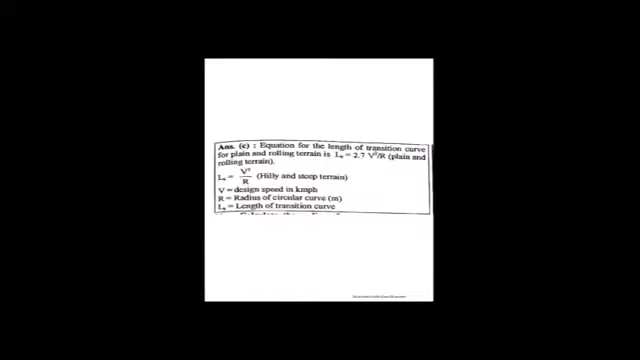 Ans. (c) : Equation for the length of transition curve
for plain and rolling terrain is Ls = 2.7 V²/R (plain and
rolling terrain).
Ls = V²/R (Hilly and steep terrain)
V = design speed in kmph
R = Radius of circular curve (m)
Ls = Length of transition curve